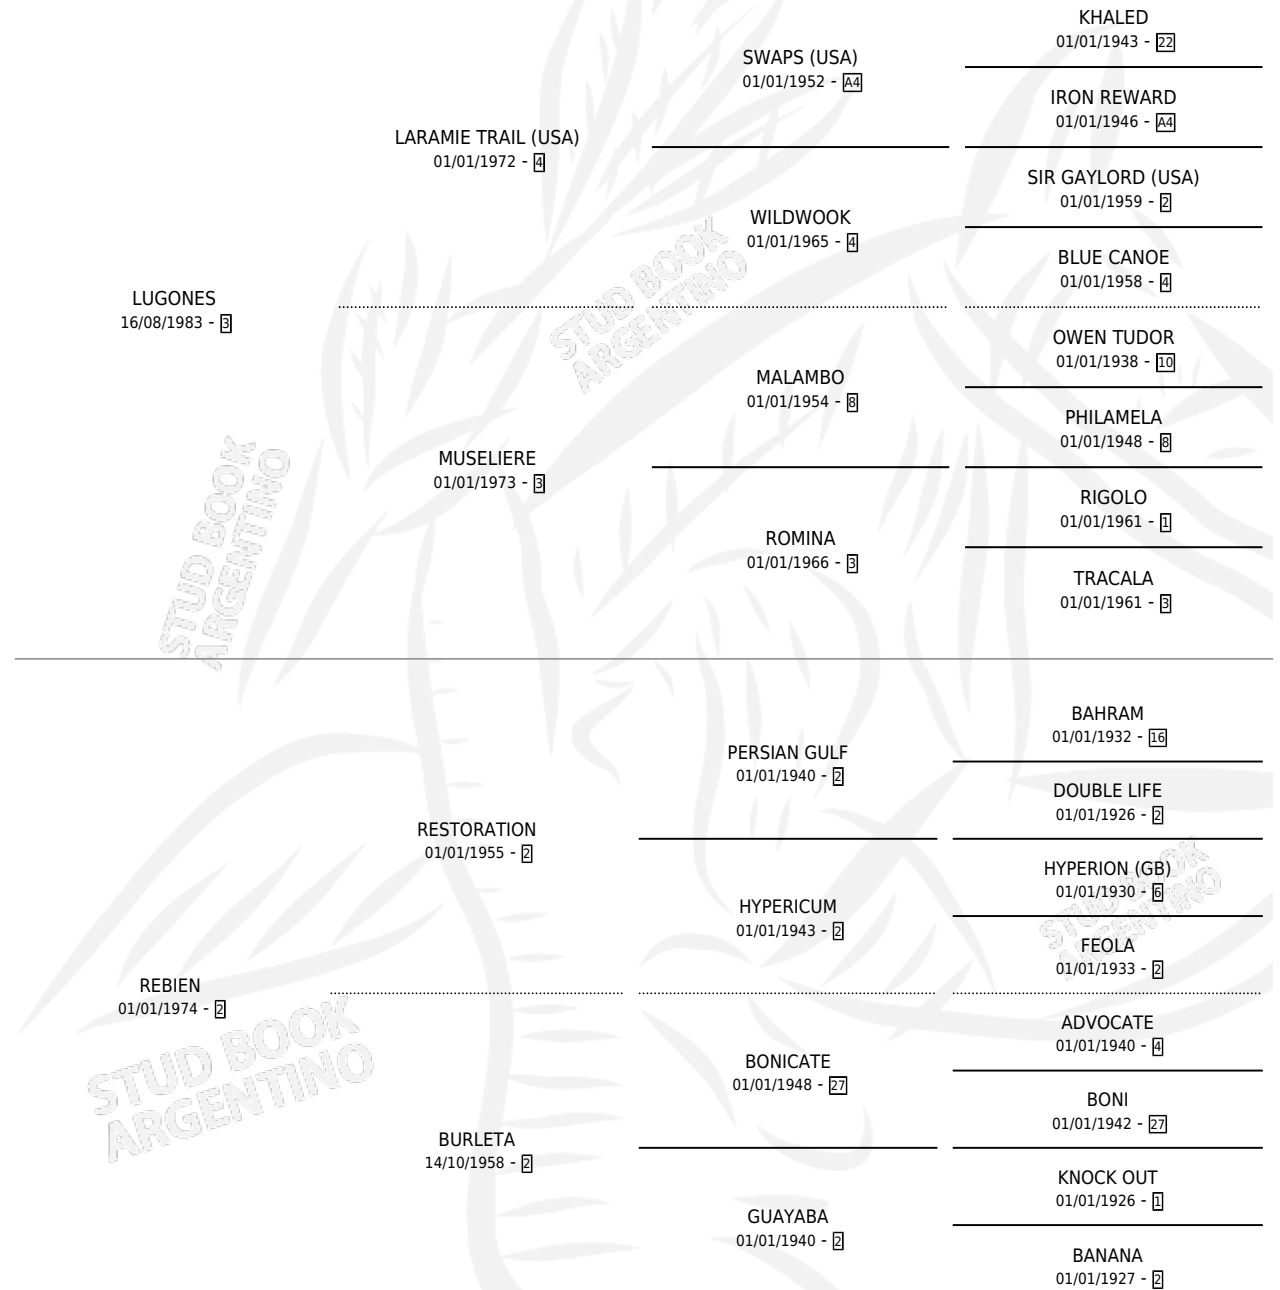 KHALED
01/01/1943 - 22
SWAPS (USA)
01/01/1952 - A4
IRON REWARD
01/01/1946 - A4
LARAMIE TRAIL (USA)
01/01/1972 - 4
SIR GAYLORD (USA)
01/01/1959 - 2
WILDWOOK
01/01/1965 - 4
BLUE CANOE
01/01/1958 - 4
LUGONES
16/08/1983 - 3
STUD BOOK
ARGENTINO
OWEN TUDOR
01/01/1938 - 10
MALAMBO
01/01/1954 - 8
PHILAMELA
01/01/1948 - 8
MUSELIERE
01/01/1973 - 3
RIGOLO
01/01/1961 - 1
ROMINA
01/01/1966 - 3
TRACALA
01/01/1961 - 3
STUD BOOK
ARGENTINO
BAHRAM
01/01/1932 - 16
PERSIAN GULF
01/01/1940 - 2
DOUBLE LIFE
01/01/1926 - 2
RESTORATION
01/01/1955 - 2
HYPERION (GB)
01/01/1930 - 6
HYPERICUM
01/01/1943 - 2
STUD BOOK
ARGENTINO
FEOLA
01/01/1933 - 2
REBIEN
01/01/1974 - 2
STUD BOOK
ARGENTINO
ADVOCATE
01/01/1940 - 4
BONICATE
01/01/1948 - 27
BONI
01/01/1942 - 27
BURLETA
14/10/1958 - 2
KNOCK OUT
01/01/1926 - 1
GUAYABA
01/01/1940 - 2
BANANA
01/01/1927 - 2